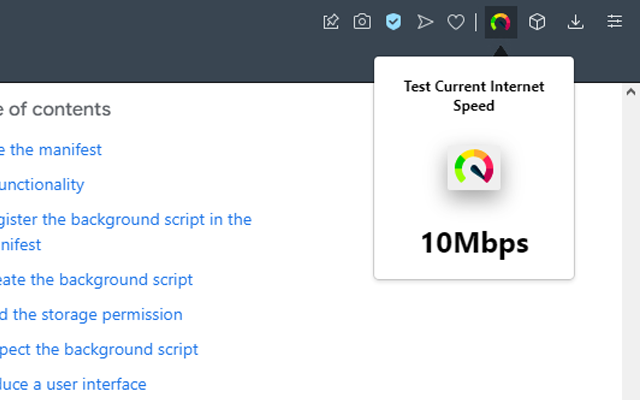 Test Current Internet
Speed
10Mbps
e of contents
e the manifest
unctionality
gister the background script in the
nifest
eate the background script
d the storage permission
pect the background script
duce a user interface